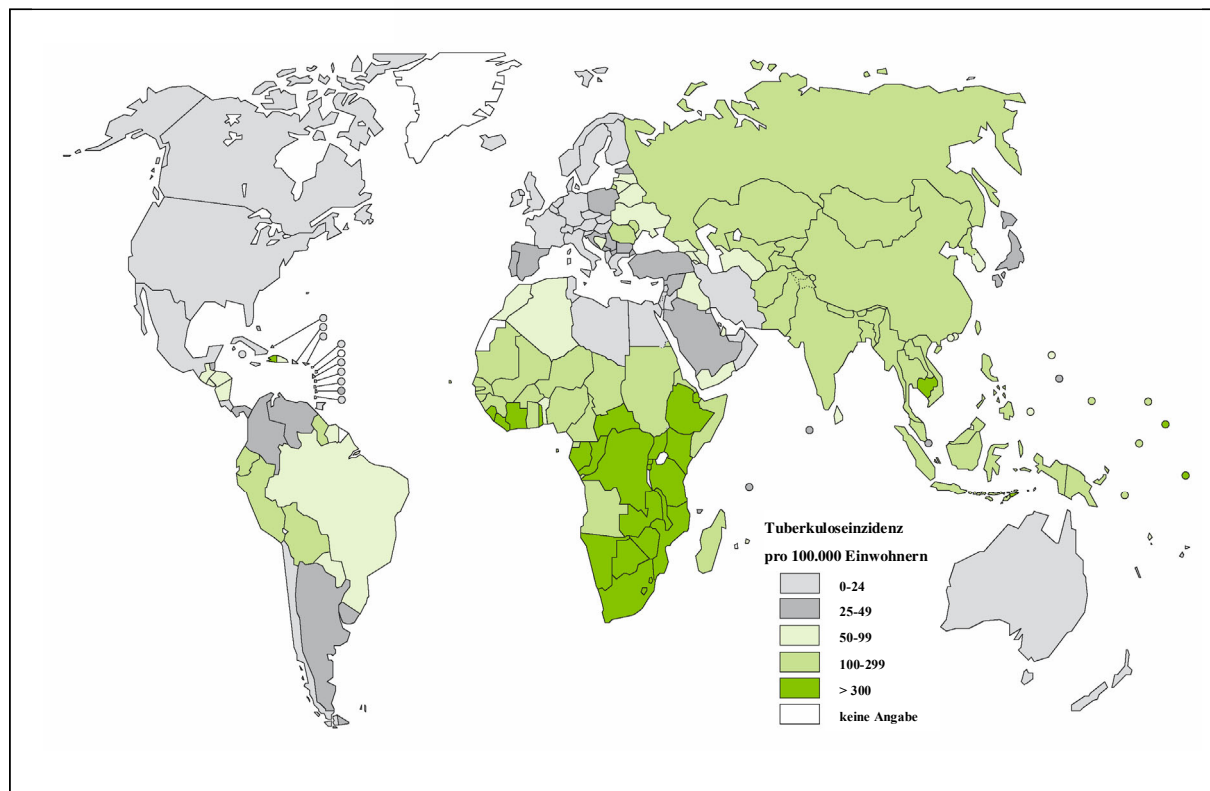 Tuberkuloseinzidenz
pro 100.000 Einwohnern
0-24
25-49
50-99
100-299
> 300
keine Angabe